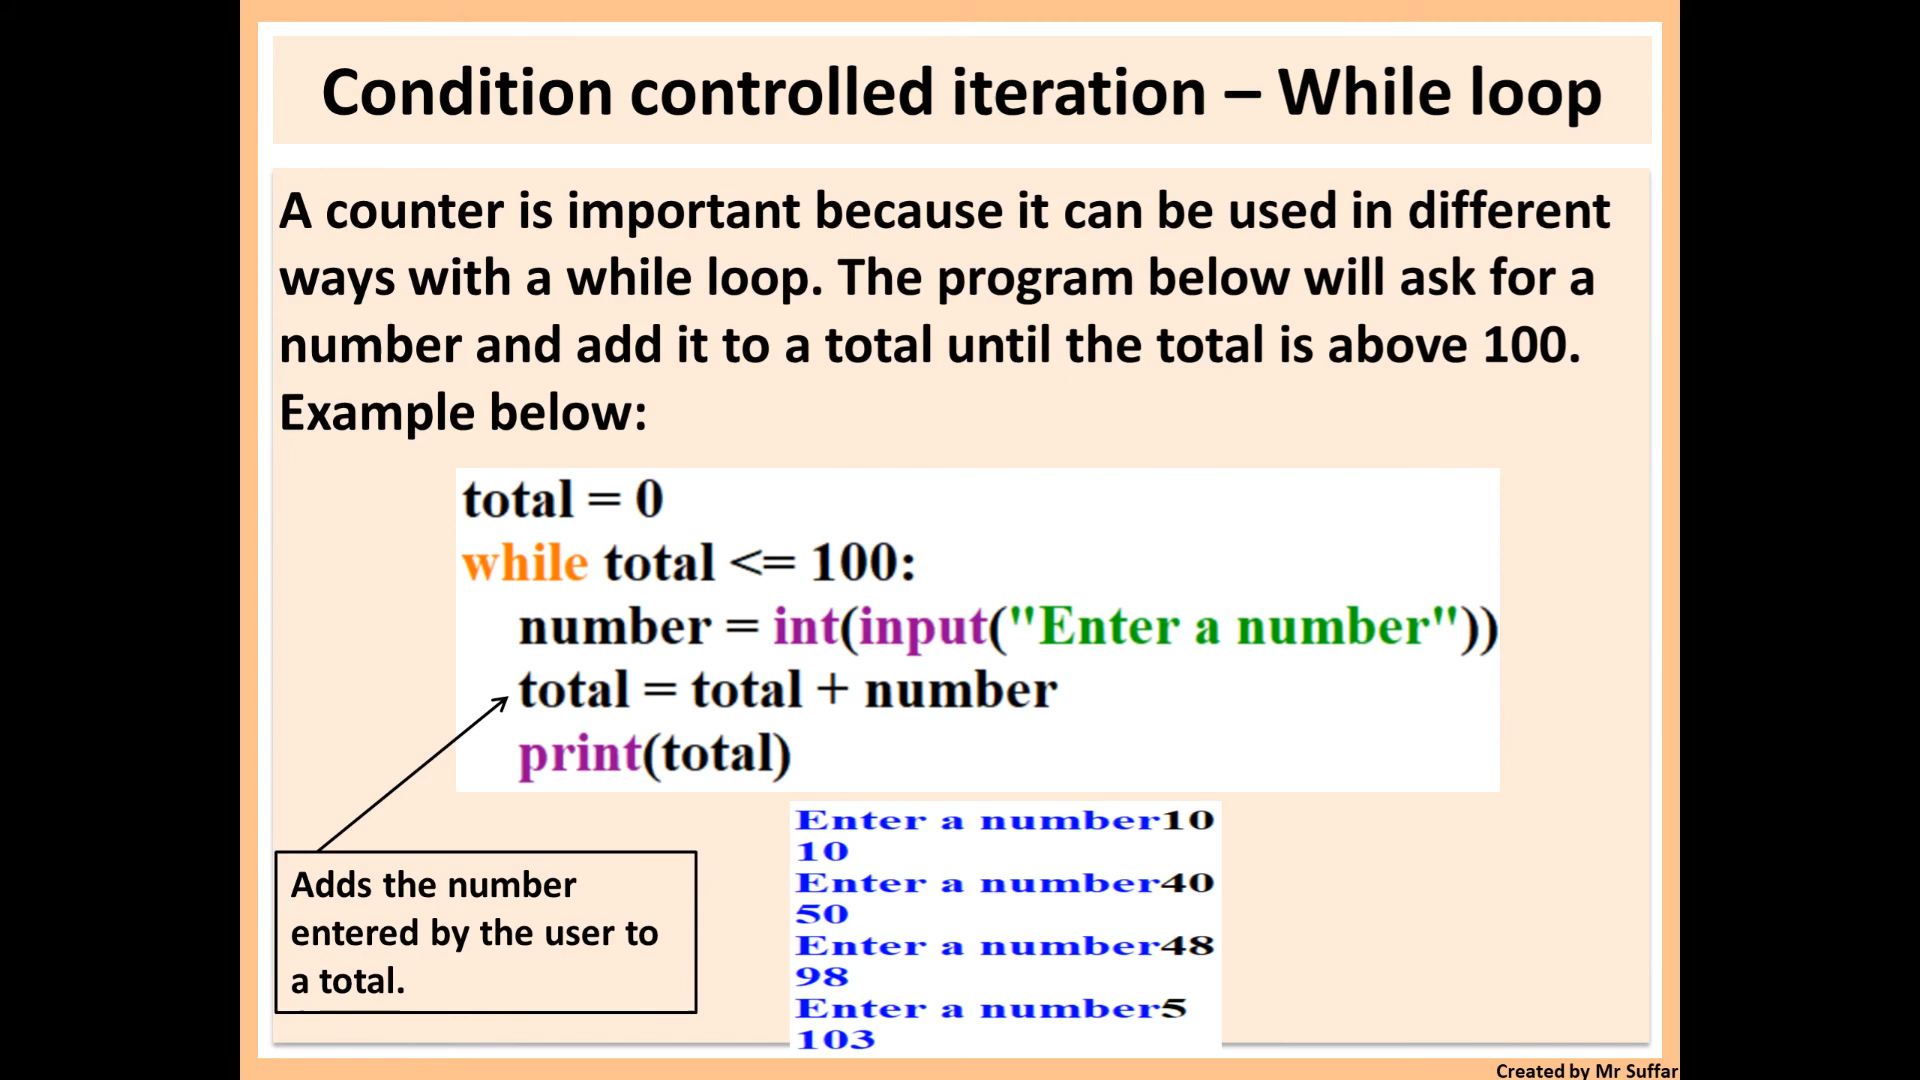 Condition controlled iteration – While loop
A counter is important because it can be used in different
ways with a while loop. The program below will ask for a
number and add it to a total until the total is above 100.
Example below:
total = 0
while total <= 100:
number = int(input("Enter a number"))
total = total + number
print(total)
Adds the number
entered by the user to
a total.
Enter a number10
10
Enter a number40
50
Enter a number48
98
Enter a number5
103
Created by Mr Suffar